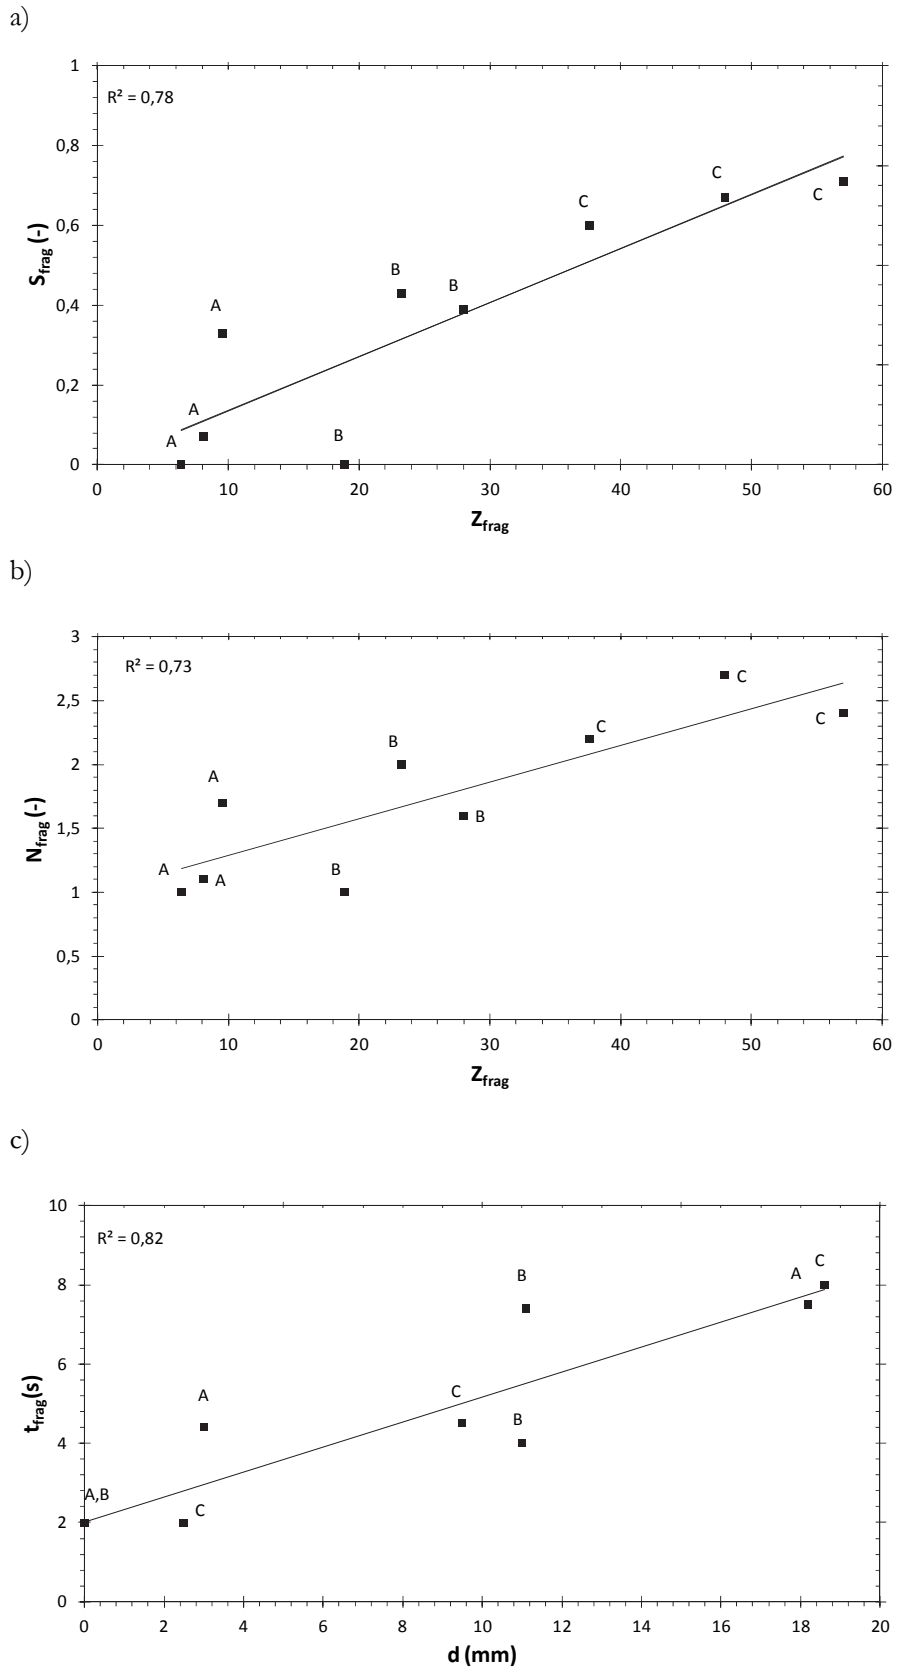 a)
1
R² = 0,78
0,8
C
C
C
0,6
S_frag (-)
B
B
A
0,4
0,2
A
A
B
0
0 10 20 30 40 50 60
Z_frag
b)
3
R² = 0,73
C
2,5
C
C
B
2
A
N_frag (-)
1,5
B
A
A
B
1
0,5
0
0 10 20 30 40 50 60
Z_frag
c)
10
R² = 0,82
C
B
A
8
6
t_frag (s)
A
C
B
4
A,B
C
2
0
0 2 4 6 8 10 12 14 16 18 20
d (mm)